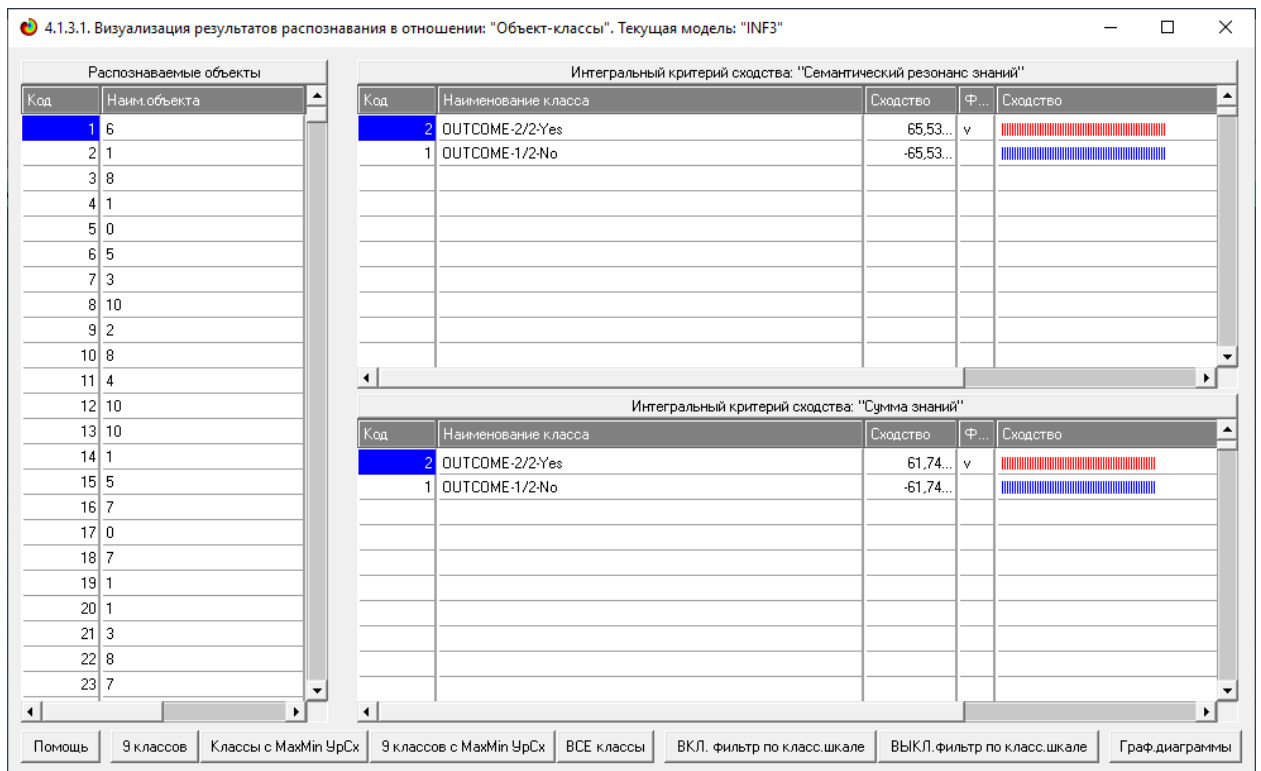 4.1.3.1. Визуализация результатов распознавания в отношении: "Объект-классы". Текущая модель: "INF3"
Распознаваемые объекты
Код Наим.объекта
1 6
2 1
3 8
4 1
5 0
6 5
7 3
8 10
9 2
10 8
11 4
12 10
13 10
14 1
15 5
16 7
17 0
18 7
19 1
20 1
21 3
22 8
23 7
Интегральный критерий сходства: "Семантический резонанс знаний"
Код Наименование класса Сходство Ф... Сходство
2 OUTCOME-2/2-Yes 65,53... v
1 OUTCOME-1/2-No -65,53...
Интегральный критерий сходства: "Сумма знаний"
Код Наименование класса Сходство Ф... Сходство
2 OUTCOME-2/2-Yes 61,74... v
1 OUTCOME-1/2-No -61,74...
Помощь 9 классов Классы с MaxMin УрСх 9 классов с MaxMin УрСх ВСЕ классы ВКЛ. фильтр по класс.шкале ВЫКЛ.фильтр по класс.шкале Граф.диаграммы